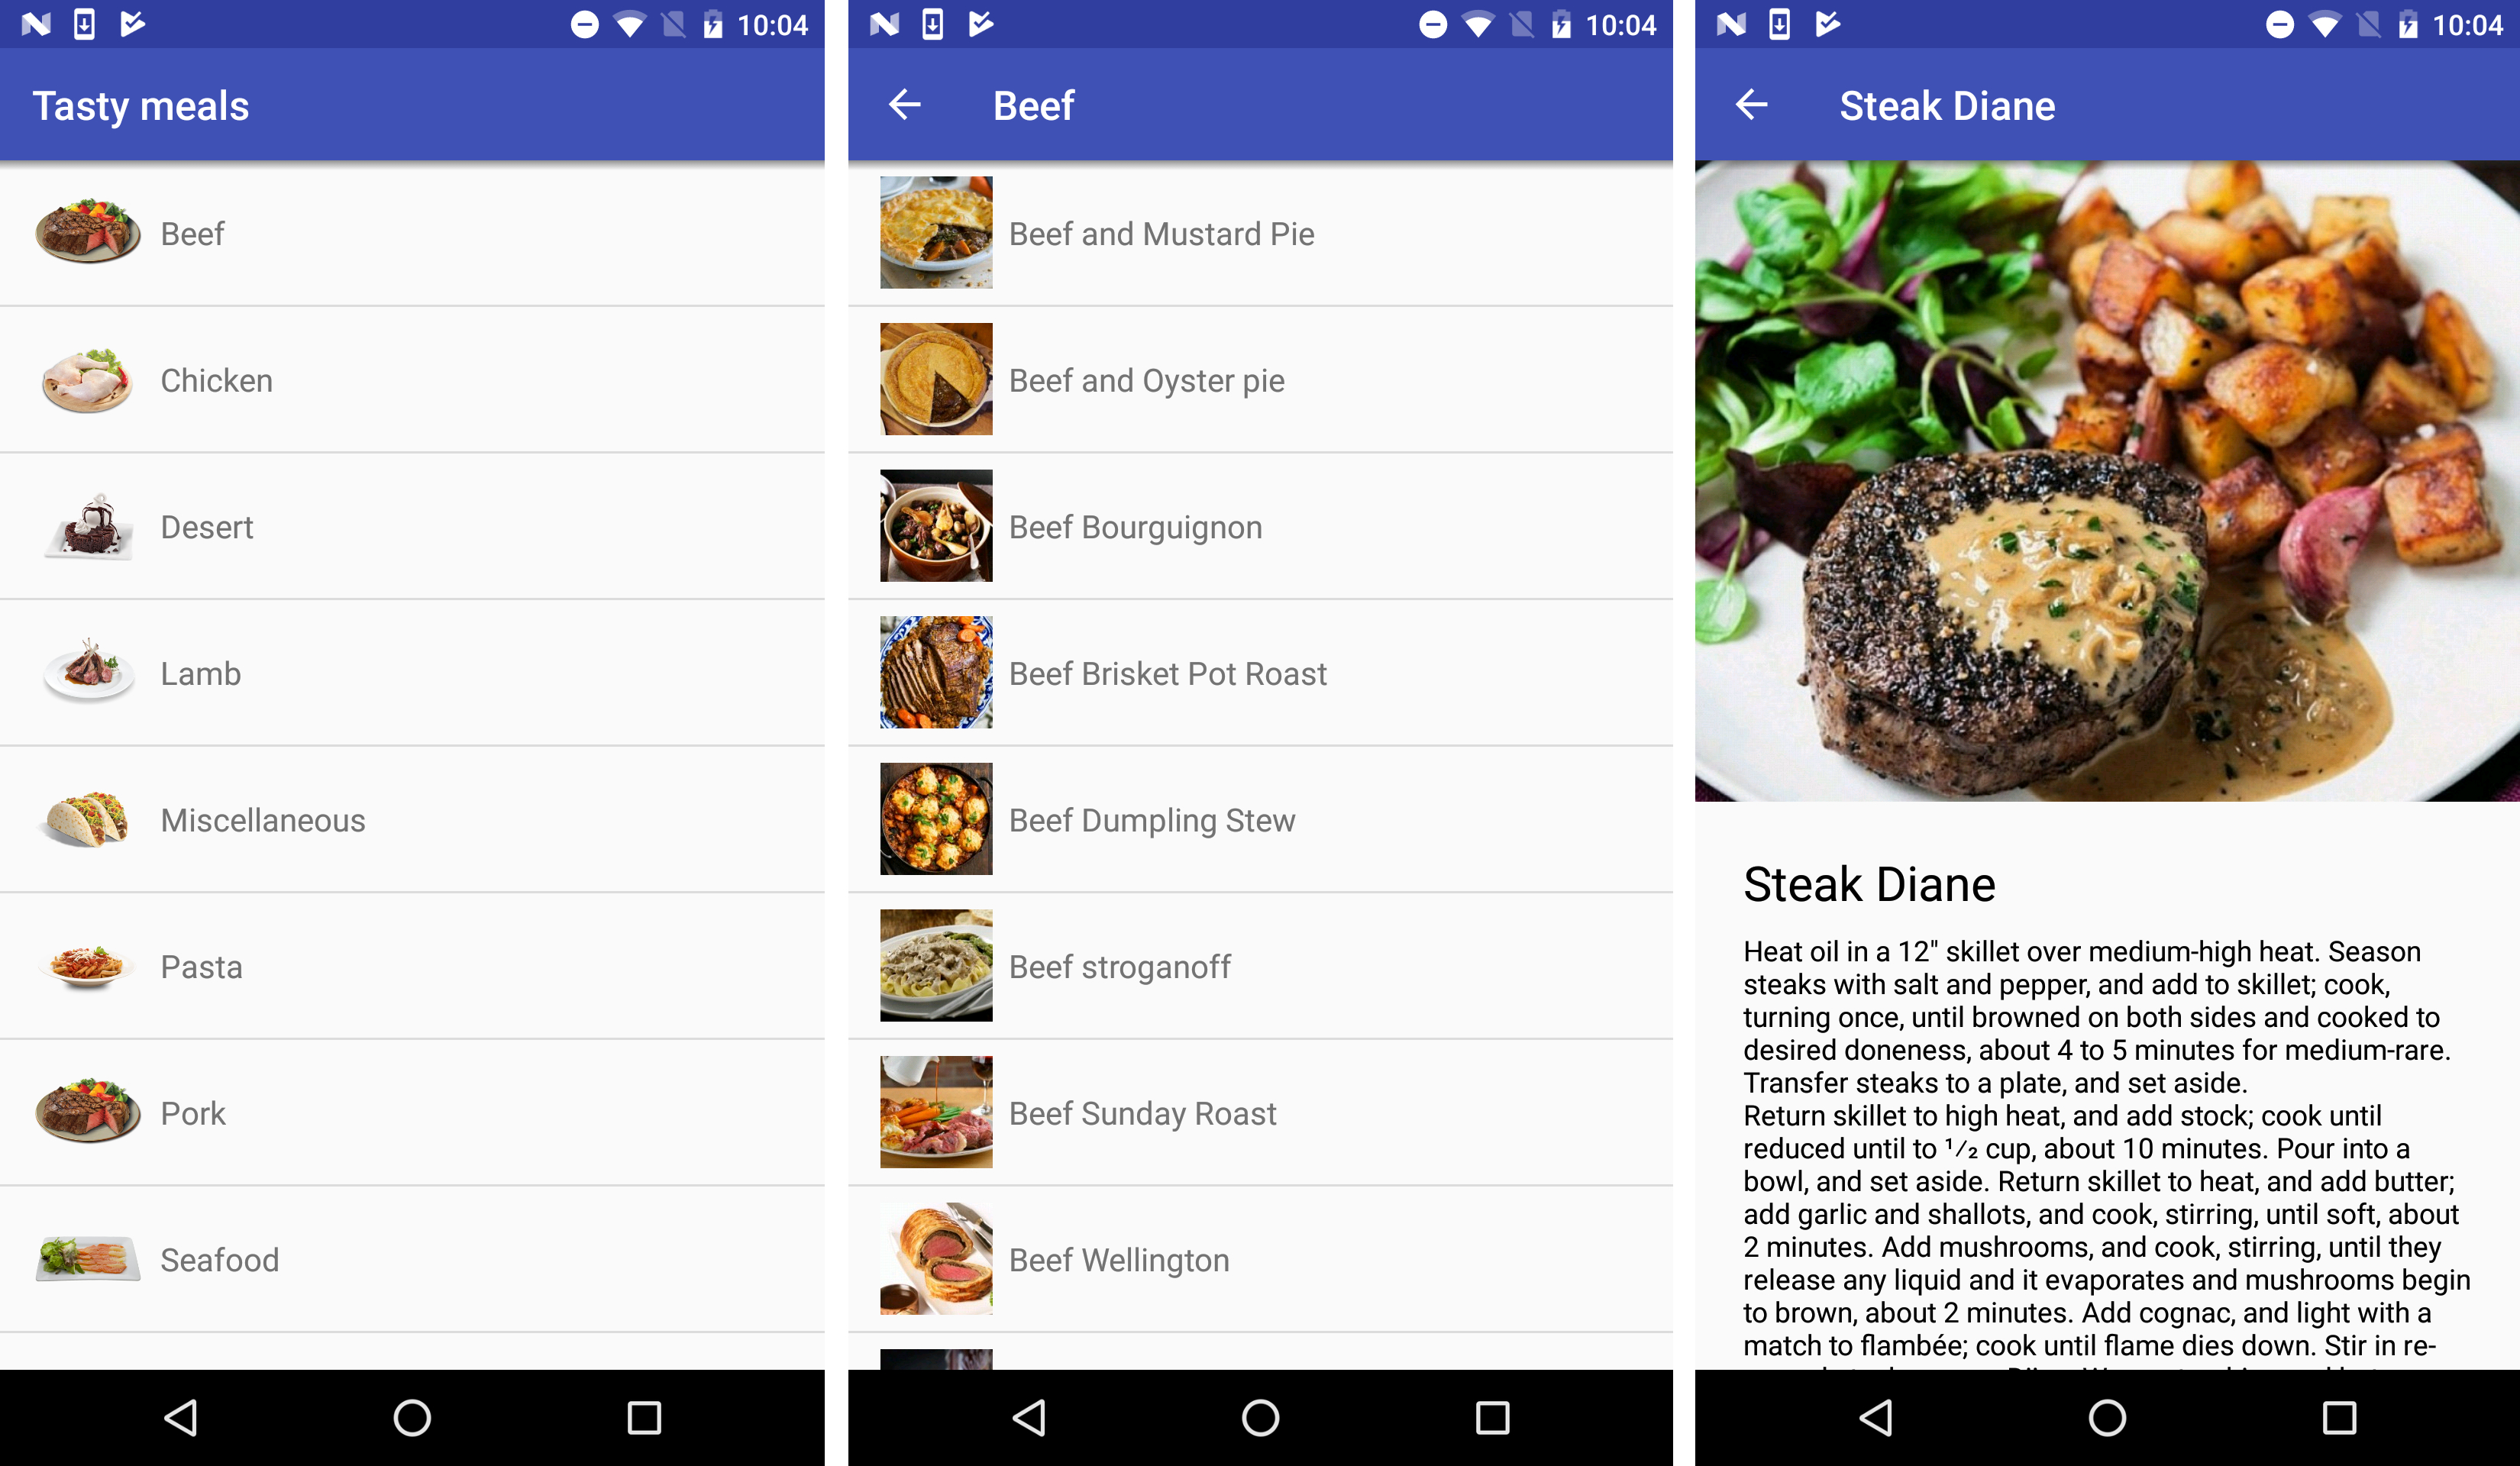 10:04
Tasty meals
Beef
Chicken
Desert
Lamb
Miscellaneous
Pasta
Pork
Seafood
10:04
Beef
Beef and Mustard Pie
Beef and Oyster pie
Beef Bourguignon
Beef Brisket Pot Roast
Beef Dumpling Stew
Beef stroganoff
Beef Sunday Roast
Beef Wellington
10:04
Steak Diane
Steak Diane
Heat oil in a 12" skillet over medium-high heat. Season
steaks with salt and pepper, and add to skillet; cook,
turning once, until browned on both sides and cooked to
desired doneness, about 4 to 5 minutes for medium-rare.
Transfer steaks to a plate, and set aside.
Return skillet to high heat, and add stock; cook until
reduced until to 1⁄2 cup, about 10 minutes. Pour into a
bowl, and set aside. Return skillet to heat, and add butter;
add garlic and shallots, and cook, stirring, until soft, about
2 minutes. Add mushrooms, and cook, stirring, until they
release any liquid and it evaporates and mushrooms begin
to brown, about 2 minutes. Add cognac, and light with a
match to flambée; cook until flame dies down. Stir in re-